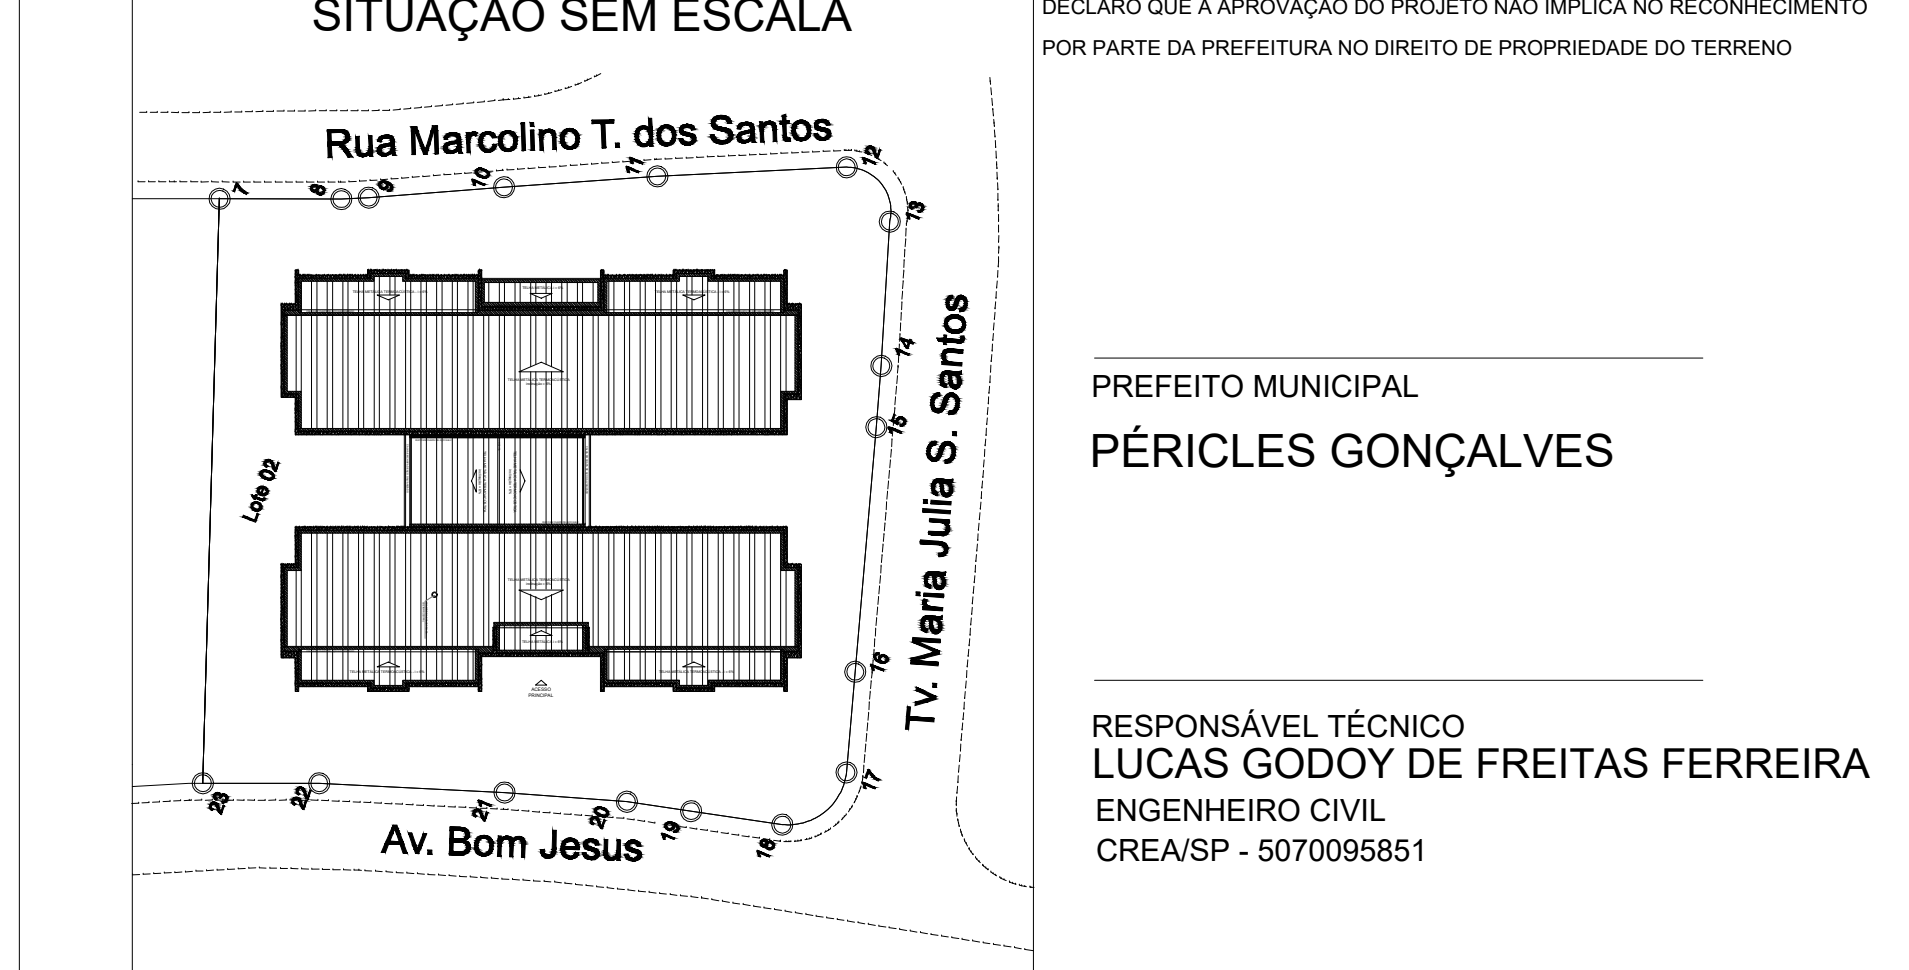 SITUAÇÃO SEM ESCALA
Rua Marcolino T. dos Santos
7
8
9
10
11
12
13
14
15
16
17
18
19
20
21
22
23
Tv. Maria Julia S. Santos
Lote 02
Av. Bom Jesus
ACESSO
PRINCIPAL
DECLARO QUE A APROVAÇÃO DO PROJETO NÃO IMPLICA NO RECONHECIMENTO
POR PARTE DA PREFEITURA NO DIREITO DE PROPRIEDADE DO TERRENO
PREFEITO MUNICIPAL
PÉRICLES GONÇALVES
RESPONSÁVEL TÉCNICO
LUCAS GODOY DE FREITAS FERREIRA
ENGENHEIRO CIVIL
CREA/SP - 5070095851